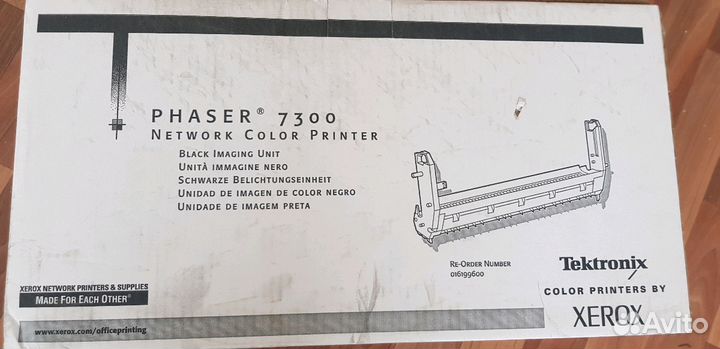 PHASER® 7300
NETWORK COLOR PRINTER
BLACK IMAGING UNIT
UNITÀ IMMAGINE NERO
SCHWARZE BELICHTUNGSEINHEIT
UNIDAD DE IMAGEN DE COLOR NEGRO
UNIDADE DE IMAGEM PRETA
RE-ORDER NUMBER
016199600
Tektronix
COLOR PRINTERS BY
XEROX
XEROX NETWORK PRINTERS & SUPPLIES
MADE FOR EACH OTHER®
www.xerox.com/officeprinting
Avito